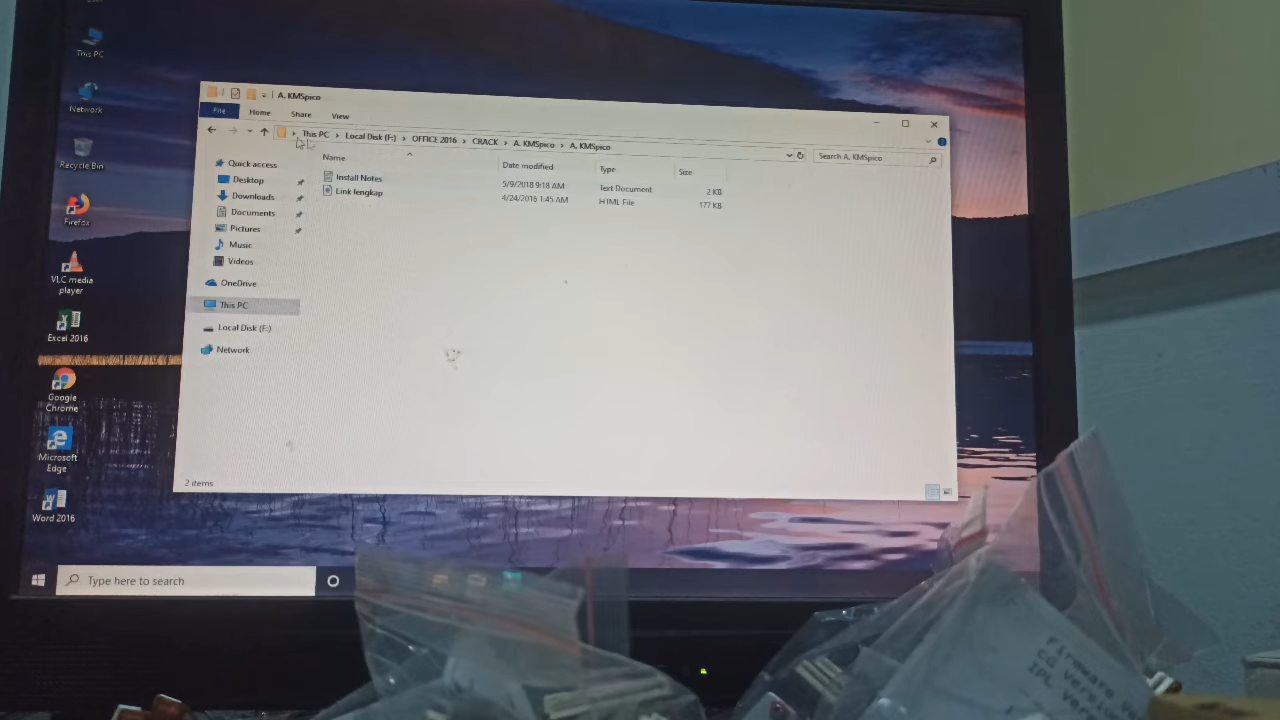 This PC
Network
Recycle Bin
Firefox
VLC media
player
Excel 2016
Google
Chrome
Microsoft
Edge
Word 2016
A. KMSpico
File Home Share View
This PC Local Disk (F:) OFFICE 2016 CRACK A. KMSpico A. KMSpico
Search A. KMSpico
Quick access
Desktop
Downloads
Documents
Pictures
Music
Videos
OneDrive
This PC
Local Disk (F:)
Network
Name Date modified Type Size
Install Notes 5/9/2018 9:18 AM Text Document 2 KB
Link lengkap 4/24/2016 1:45 AM HTML File 177 KB
2 items
Type here to search
Firmware
CG Version
IPL